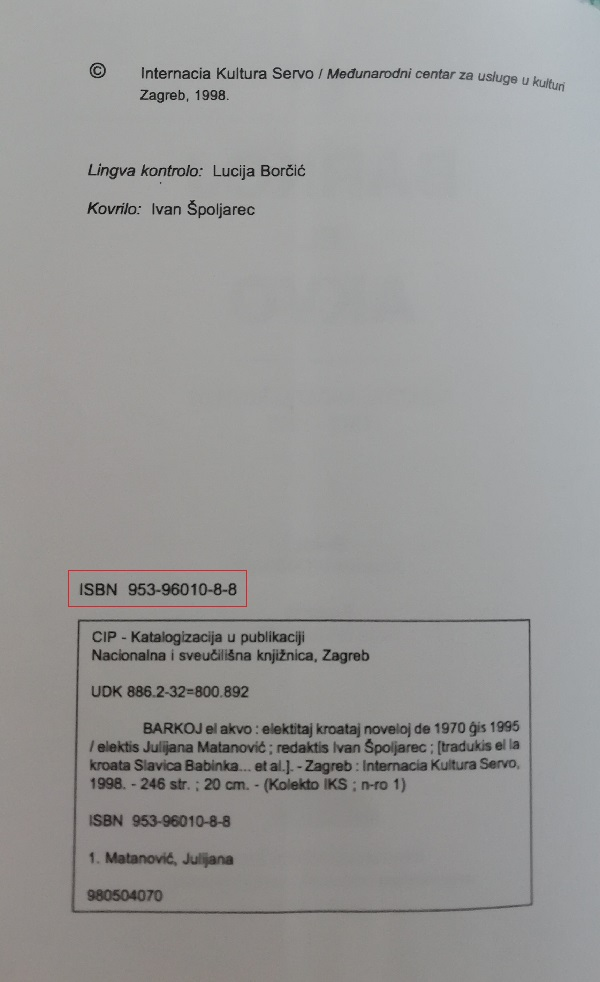 © Internacia Kultura Servo / Međunarodni centar za usluge u kulturi
Zagreb, 1998.
Lingva kontrolo: Lucija Borčić
Kovrilo: Ivan Špoljarec
ISBN 953-96010-8-8
CIP - Katalogizacija u publikaciji
Nacionalna i sveučilišna knjižnica, Zagreb
UDK 886.2-32=800.892
BARKOJ el akvo : elektitaj kroataj noveloj de 1970 ĝis 1995
/ elektis Julijana Matanović ; redaktis Ivan Špoljarec ; [tradukis el la
kroata Slavica Babinka... et al.]. - Zagreb : Internacia Kultura Servo,
1998. - 246 str. ; 20 cm. - (Kolekto IKS ; n-ro 1)
ISBN 953-96010-8-8
1. Matanović, Julijana
980504070